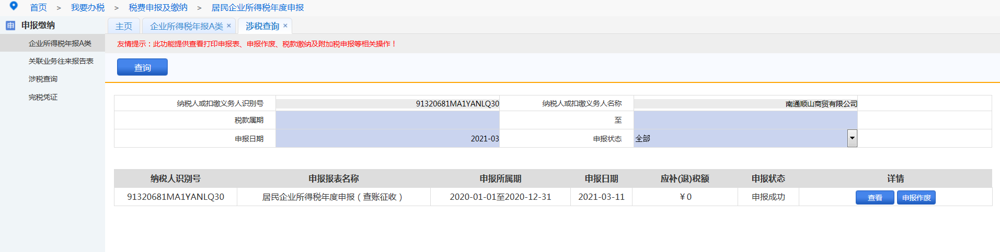 首页 > 我要办税 > 税费申报及缴纳 > 居民企业所得税年度申报
申 申报缴纳
企业所得税年报A类
关联业务往来报告表
涉税查询
完税凭证
主页 企业所得税年报A类 × 涉税查询 ×
友情提示：此功能提供查看打印申报表、申报作废、税款缴纳及附加税申报等相关操作！
查询
纳税人或扣缴义务人识别号 91320681MA1YANLQ30 纳税人或扣缴义务人名称 南通顺山商贸有限公司
税款属期 至
申报日期 2021-03 申报状态 全部
纳税人识别号 申报报表名称 申报所属期 申报日期 应补(退)税额 申报状态 详情
91320681MA1YANLQ30 居民企业所得税年度申报（查账征收） 2020-01-01至2020-12-31 2021-03-11 ￥0 申报成功 查看 申报作废